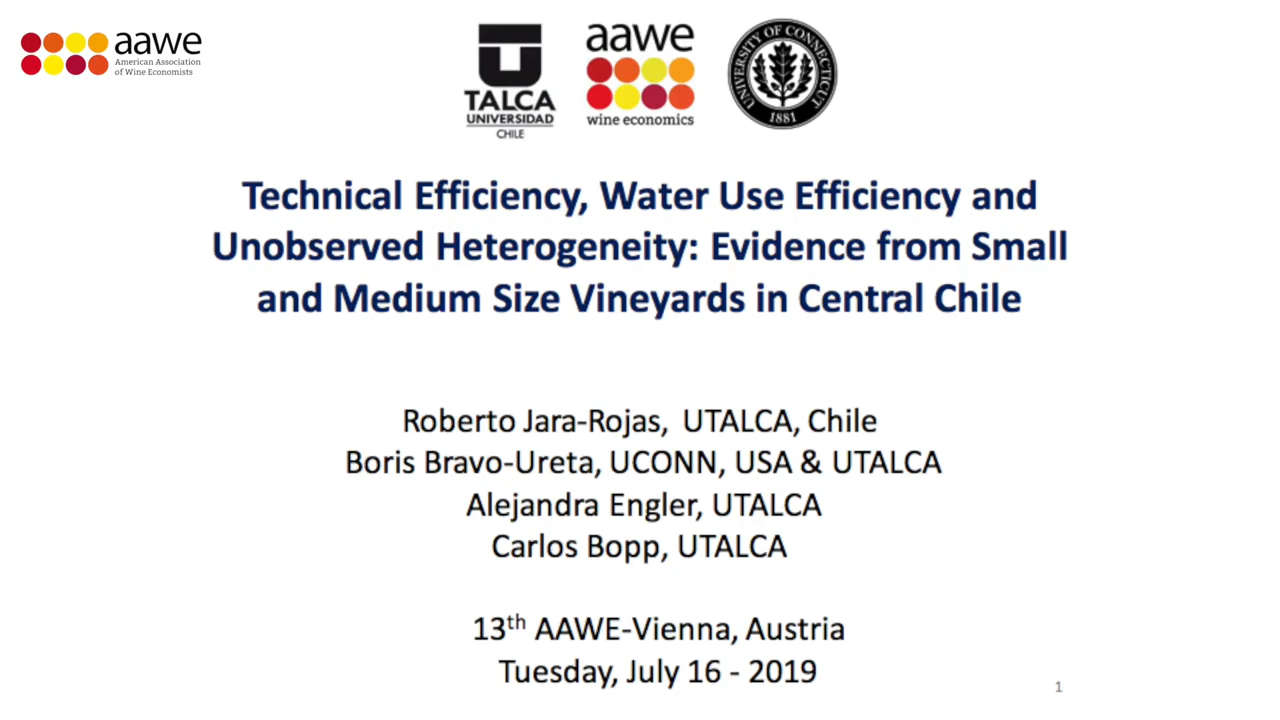 aawe
American Association
of Wine Economists
TALCA
UNIVERSIDAD
CHILE
aawe
wine economics
UNIVERSITY OF CONNECTICUT
1881
Technical Efficiency, Water Use Efficiency and
Unobserved Heterogeneity: Evidence from Small
and Medium Size Vineyards in Central Chile
Roberto Jara-Rojas, UTALCA, Chile
Boris Bravo-Ureta, UCONN, USA & UTALCA
Alejandra Engler, UTALCA
Carlos Bopp, UTALCA
13th AAWE-Vienna, Austria
Tuesday, July 16 - 2019
1